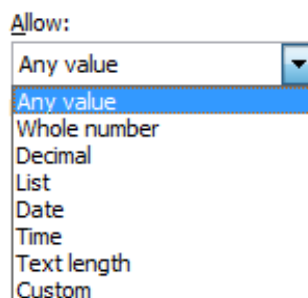 Allow:
Any value
Any value
Whole number
Decimal
List
Date
Time
Text length
Custom